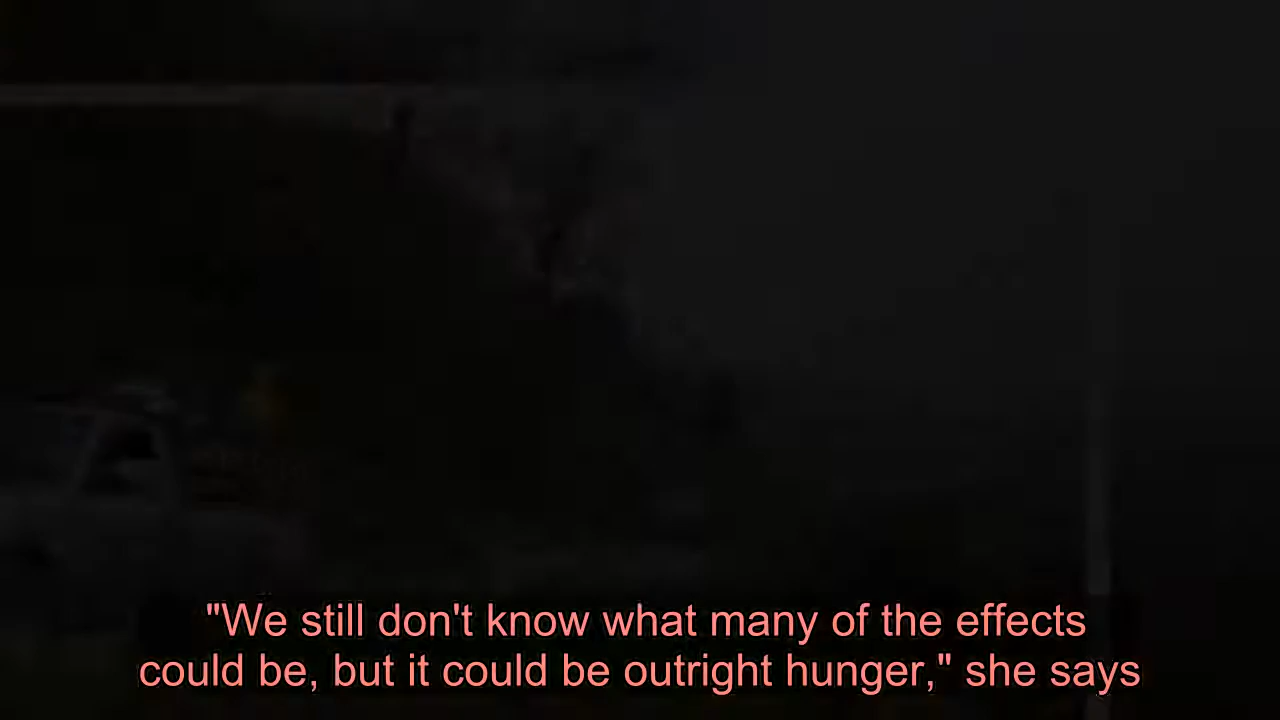 "We still don't know what many of the effects
could be, but it could be outright hunger," she says